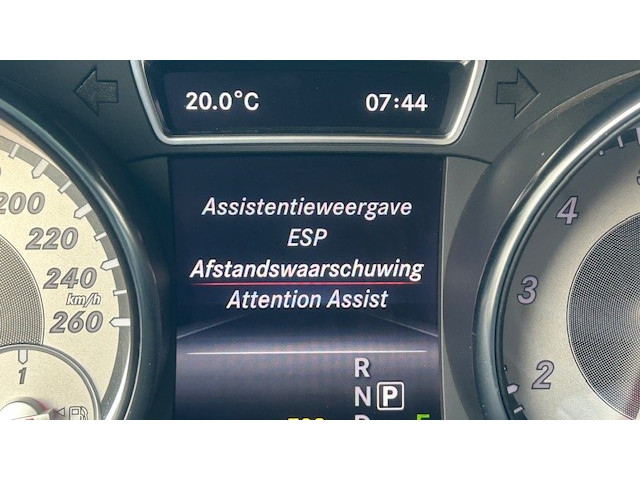 20.0°C 07:44
Assistentieweergave
ESP
Afstandswaarschuwing
Attention Assist
R
N P
200
220
240
km/h
260
1
4
3
2